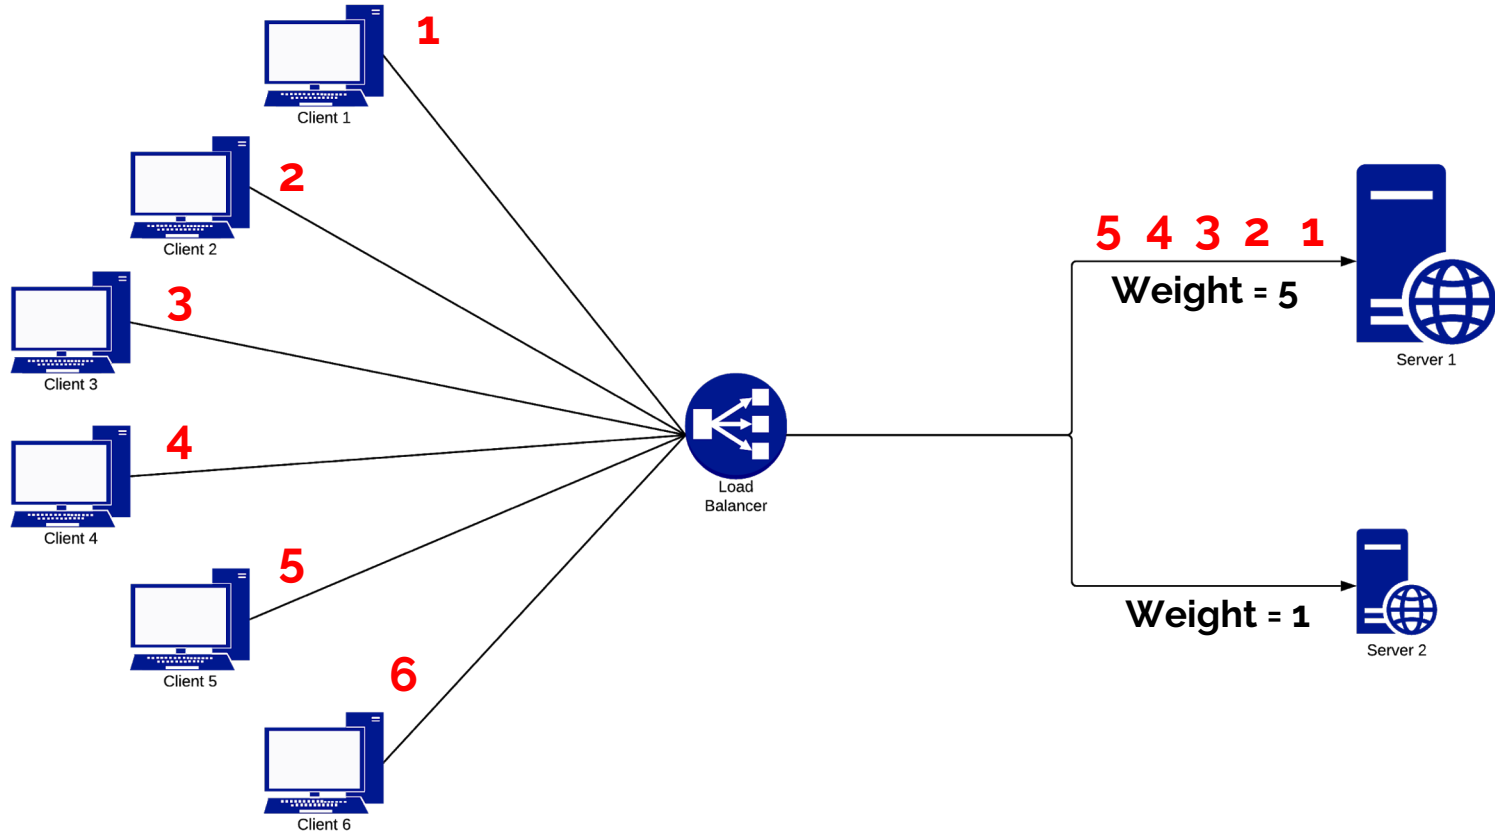 1
Client 1
2
Client 2
3
Client 3
4
Client 4
5
Client 5
6
Client 6
Load
Balancer
5 4 3 2 1
Weight = 5
Server 1
Weight = 1
Server 2